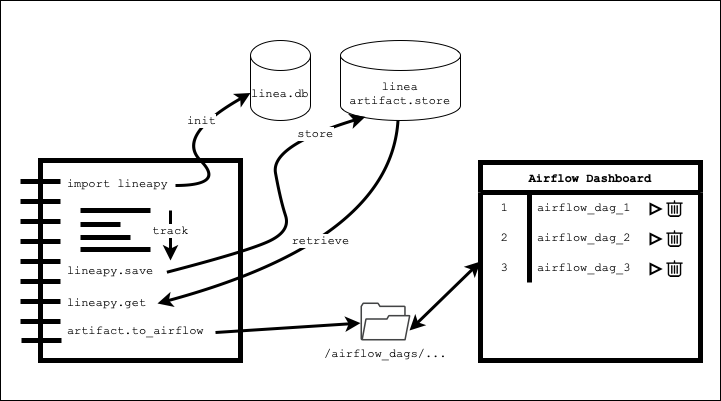 linea.db
linea
artifact.store
init
store
import lineapy
track
retrieve
lineapy.save
lineapy.get
artifact.to_airflow
/airflow_dags/...
Airflow Dashboard
1 airflow_dag_1
2 airflow_dag_2
3 airflow_dag_3